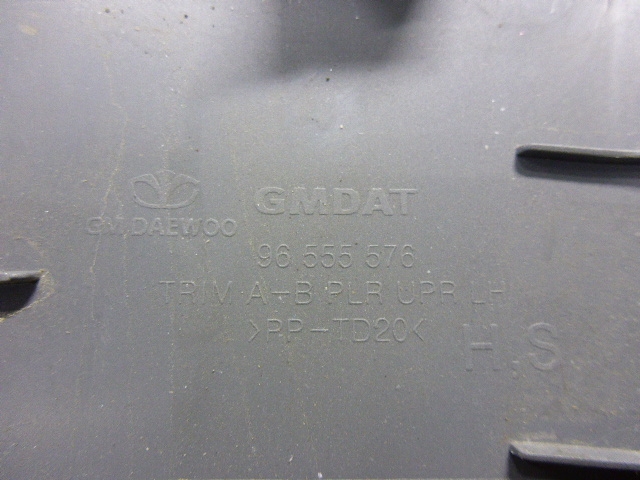 GMDAT
GM DAEWOO
96 555 576
TRIM A-B PLR UPR LH
>PP-TD20<
H.S